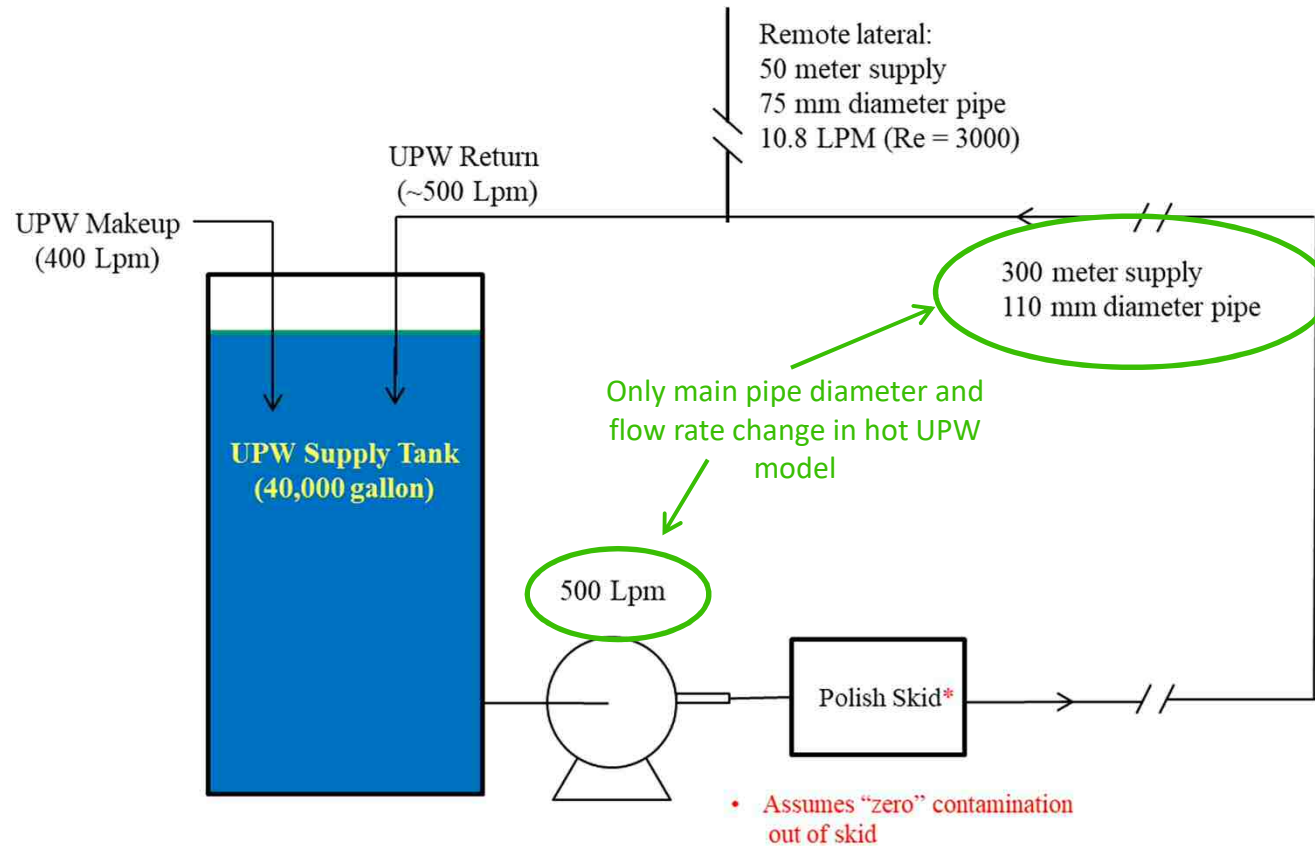 Remote lateral:
50 meter supply
75 mm diameter pipe
10.8 LPM (Re = 3000)
UPW Return
(~500 Lpm)
UPW Makeup
(400 Lpm)
300 meter supply
110 mm diameter pipe
Only main pipe diameter and
flow rate change in hot UPW
model
UPW Supply Tank
(40,000 gallon)
500 Lpm
Polish Skid*
• Assumes “zero” contamination
out of skid